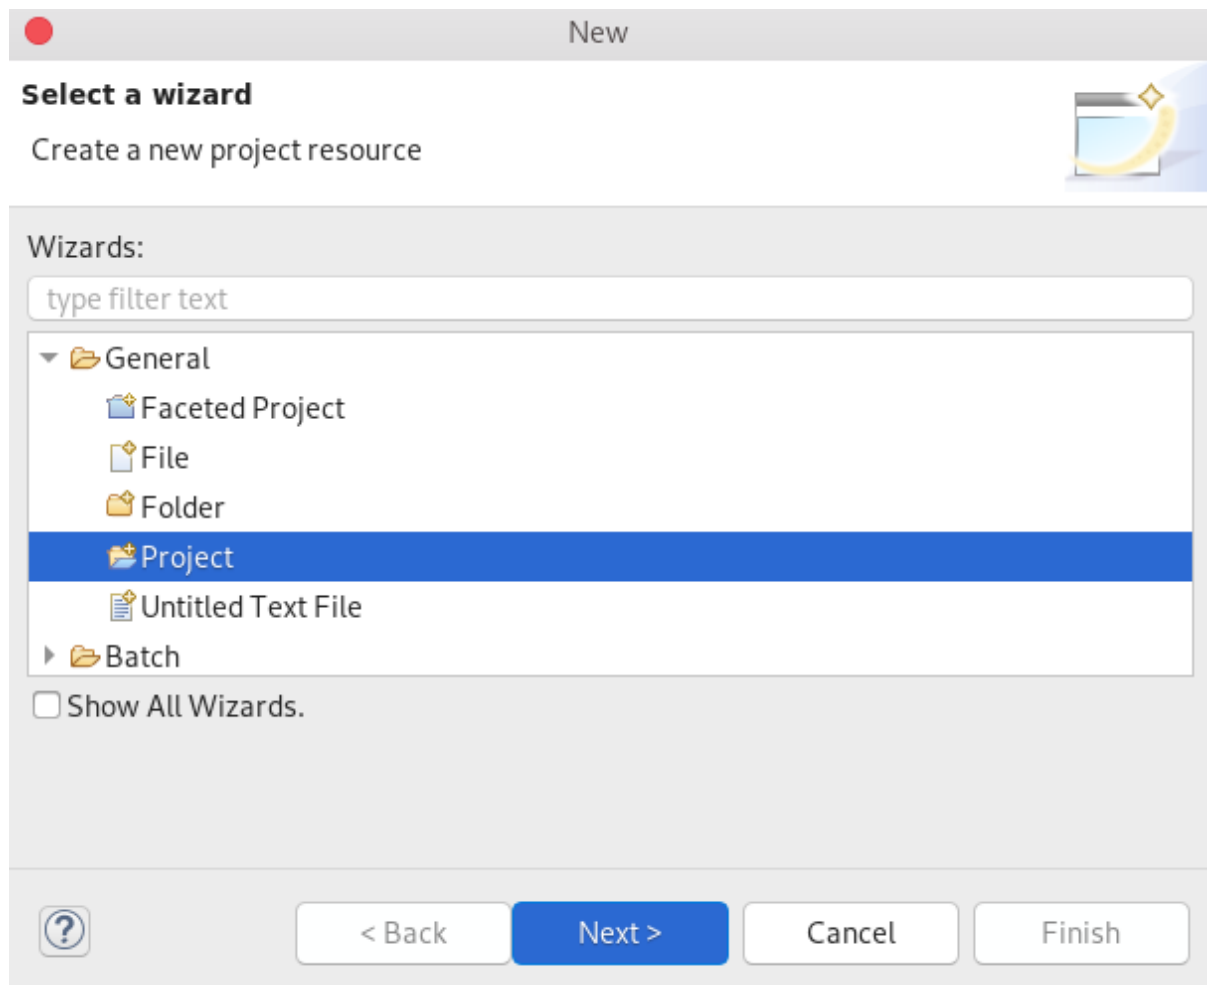 New
Select a wizard
Create a new project resource
Wizards:
type filter text
General
Faceted Project
File
Folder
Project
Untitled Text File
Batch
Show All Wizards.
? < Back Next > Cancel Finish